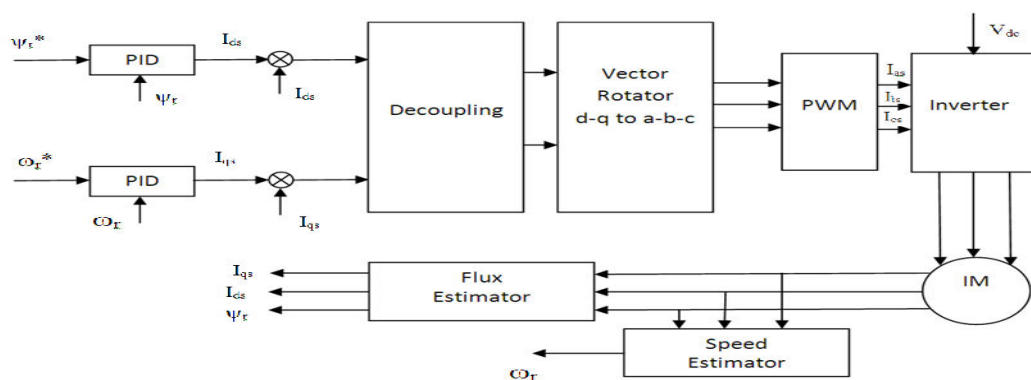 ψr*
PID
ψr
Ids
Ids
ωr*
PID
ωr
Iqs
Iqs
Decoupling
Vector
Rotator
d-q to a-b-c
PWM
Ias
Ibs
Ics
Vdc
Inverter
IM
Flux
Estimator
Iqs
Ids
ψr
Speed
Estimator
ωr